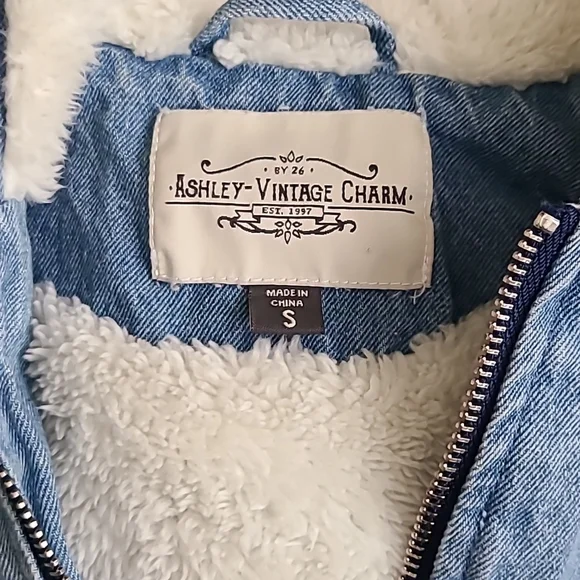 · BY 26 ·
· ASHLEY-VINTAGE CHARM ·
EST. 1997
MADE IN
CHINA
S